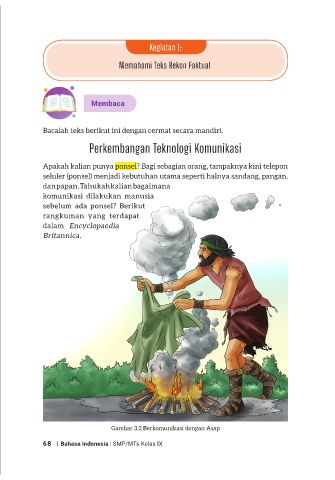 Kegiatan 1:
Memahami Teks Rekon Faktual
Membaca
Bacalah teks berikut ini dengan cermat secara mandiri.
Perkembangan Teknologi Komunikasi
Apakah kalian punya ponsel? Bagi sebagian orang, tampaknya kini telepon
seluler (ponsel) menjadi kebutuhan utama seperti halnya sandang, pangan,
dan papan. Tahukah kalian bagaimana
komunikasi dilakukan manusia
sebelum ada ponsel? Berikut
rangkuman yang terdapat
dalam Encyclopaedia
Britannica.
Gambar 3.2 Berkomunikasi dengan Asap
68 | Bahasa Indonesia | SMP/MTs Kelas IX